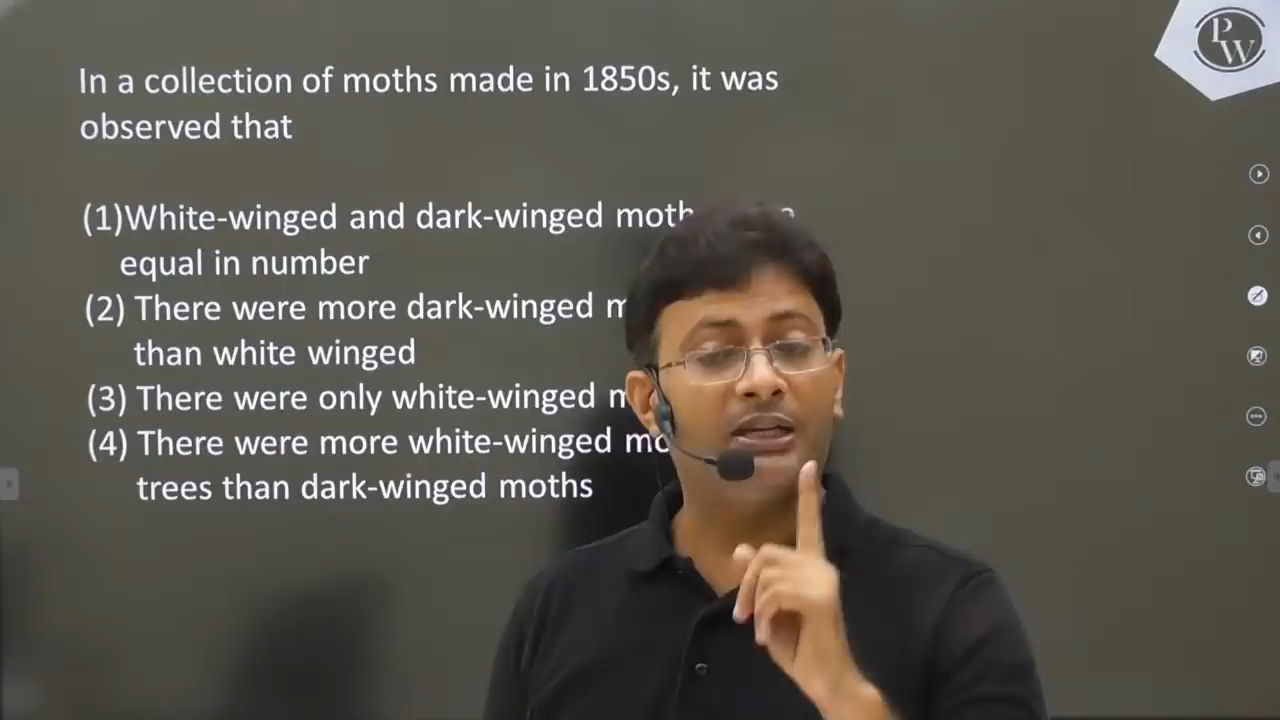 PW
In a collection of moths made in 1850s, it was
observed that
(1)White-winged and dark-winged
equal in number
(2) There were more dark-winged
than white winged
(3) There were only white-winged
(4) There were more white-winged
trees than dark-winged moths